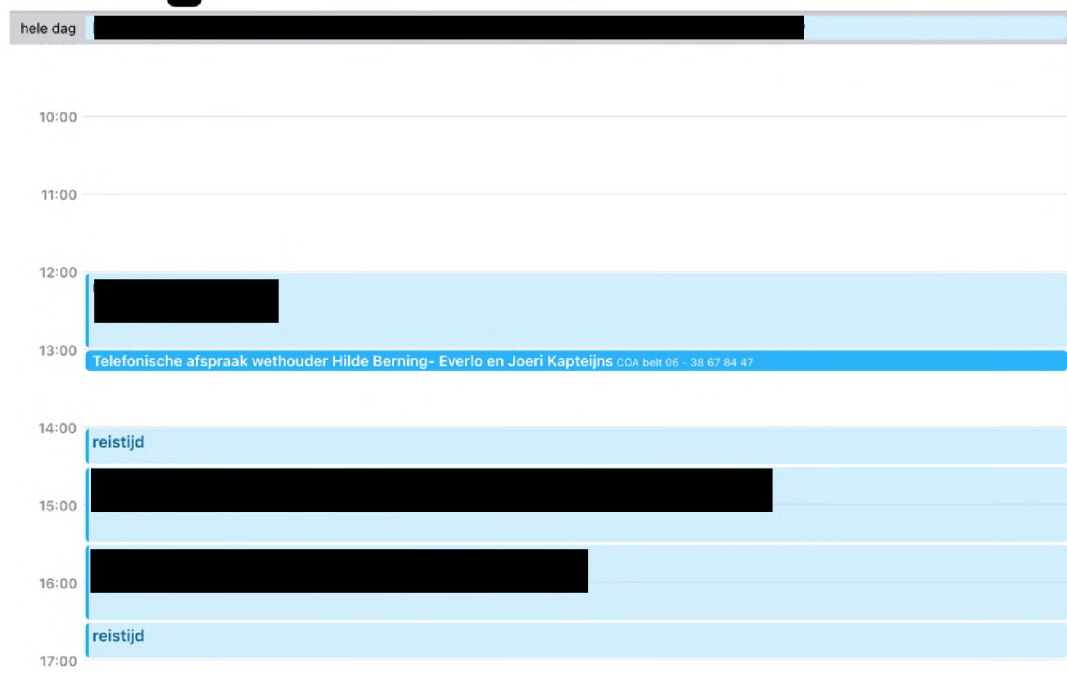 hele dag
10:00
11:00
12:00
13:00
Telefonische afspraak wethouder Hilde Berning- Everlo en Joeri Kapteijns COA belt 06 - 38 67 84 47
14:00
reistijd
15:00
16:00
reistijd
17:00